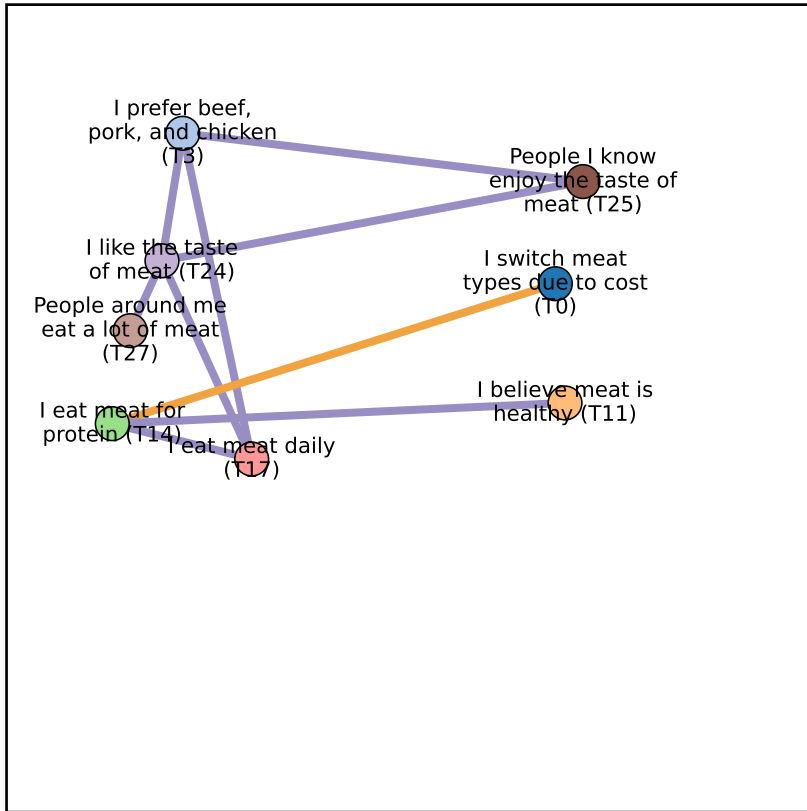 I prefer beef,
pork, and chicken
(T3)
People I know
enjoy the taste of
meat (T25)
I like the taste
of meat (T24)
I switch meat
types due to cost
(T0)
People around me
eat a lot of meat
(T27)
I believe meat is
healthy (T11)
I eat meat for
protein (T14)
I eat meat daily
(T17)